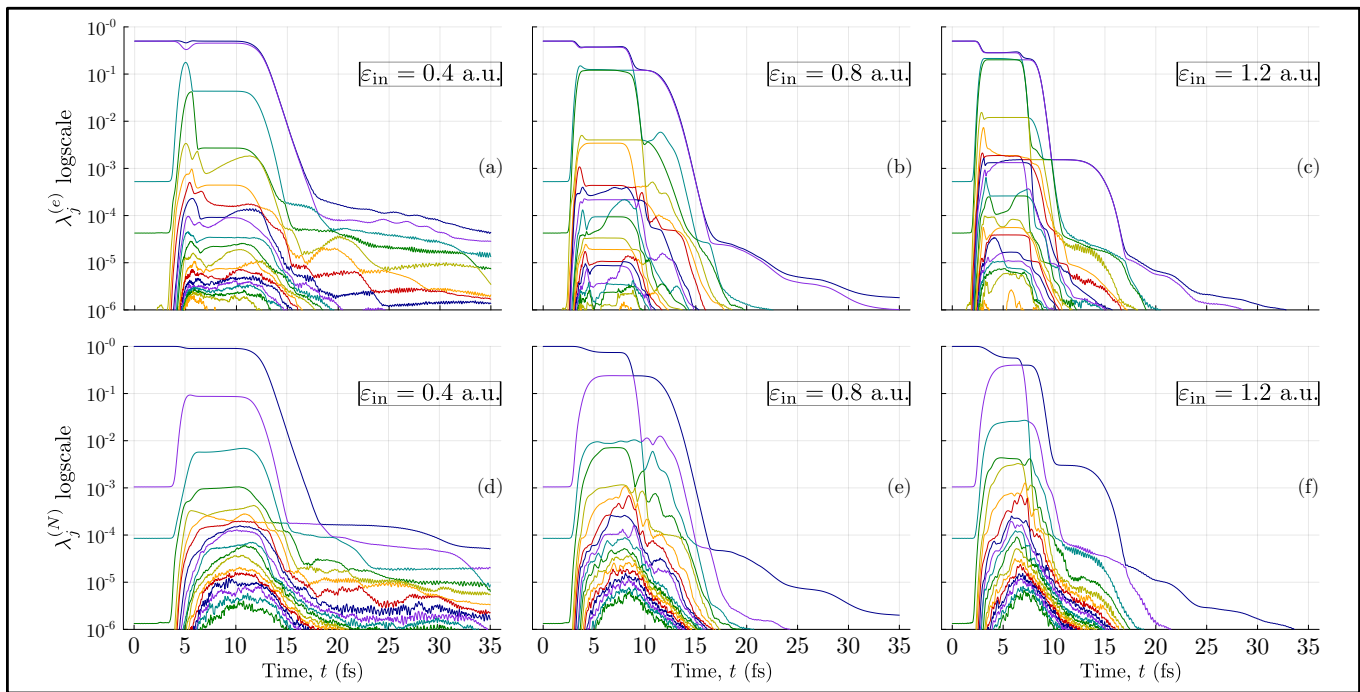 10^{-0}
10^{-1}
10^{-2}
10^{-3}
10^{-4}
10^{-5}
10^{-6}
λ_j^{(e)} logscale
ε_in = 0.4 a.u.
(a)
ε_in = 0.8 a.u.
(b)
ε_in = 1.2 a.u.
(c)
10^{-0}
10^{-1}
10^{-2}
10^{-3}
10^{-4}
10^{-5}
10^{-6}
λ_j^{(N)} logscale
ε_in = 0.4 a.u.
(d)
ε_in = 0.8 a.u.
(e)
ε_in = 1.2 a.u.
(f)
0 5 10 15 20 25 30 35
Time, t (fs)
0 5 10 15 20 25 30 35
Time, t (fs)
0 5 10 15 20 25 30 35
Time, t (fs)